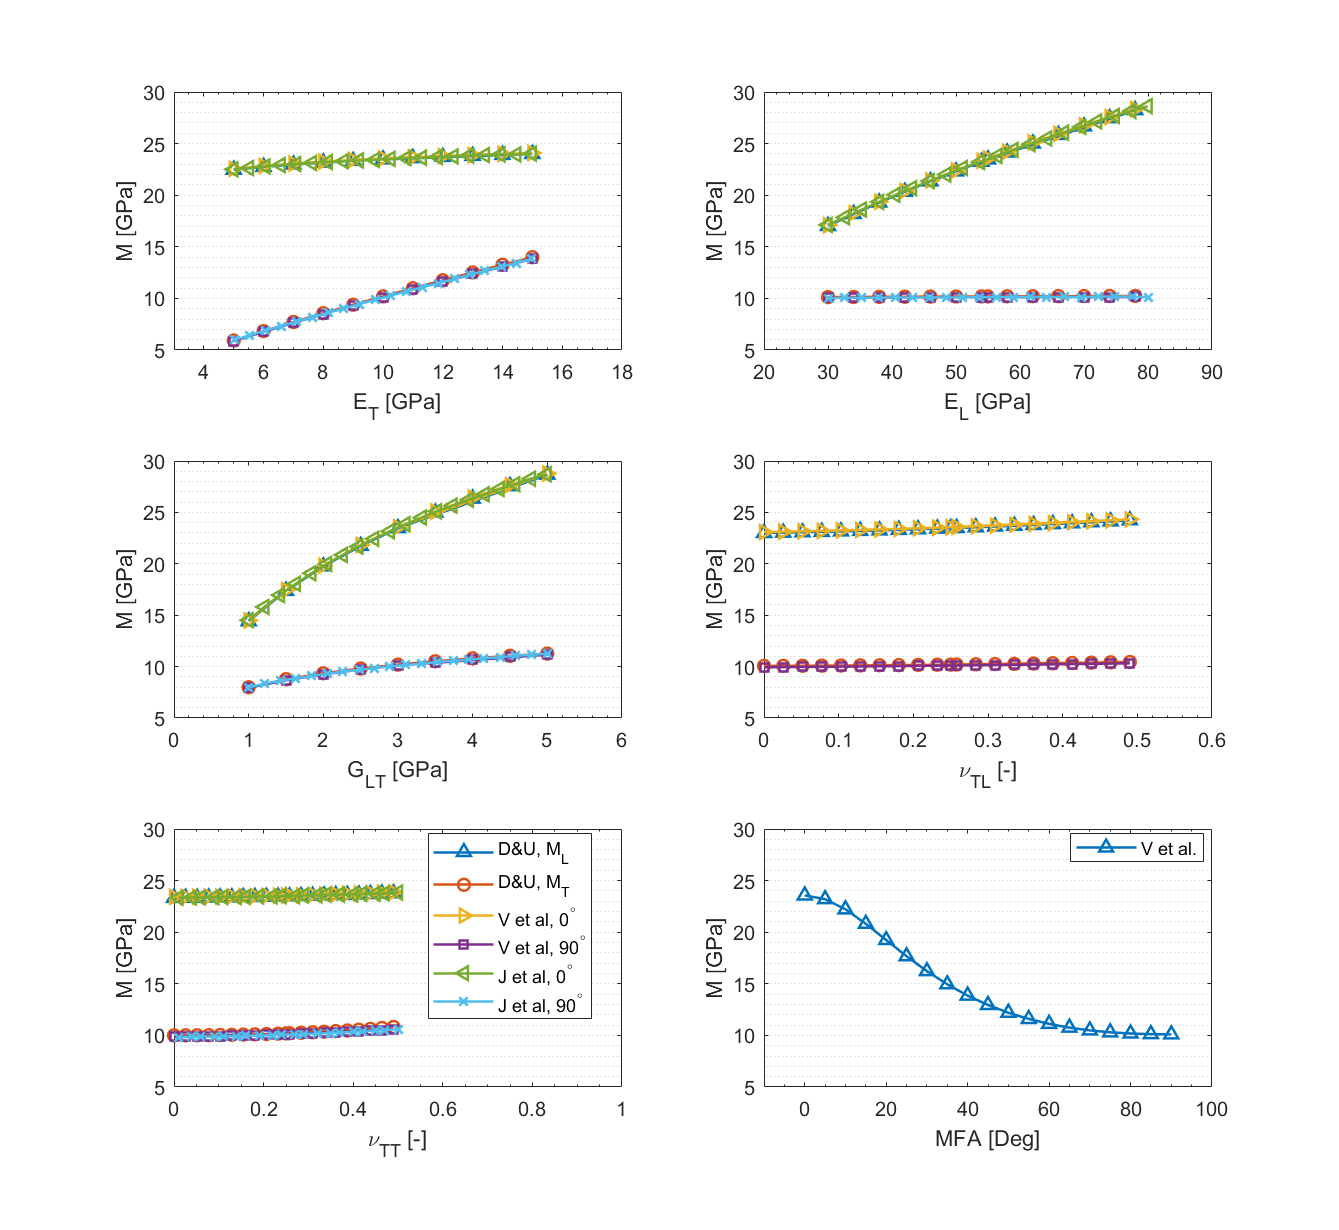 30
25
20
15
10
5
M [GPa]
4 6 8 10 12 14 16 18
E_T [GPa]
30
25
20
15
10
5
M [GPa]
20 30 40 50 60 70 80 90
E_L [GPa]
30
25
20
15
10
5
M [GPa]
0 1 2 3 4 5 6
G_LT [GPa]
30
25
20
15
10
5
M [GPa]
0 0.1 0.2 0.3 0.4 0.5 0.6
ν_TL [-]
30
25
20
15
10
5
M [GPa]
0 0.2 0.4 0.6 0.8 1
ν_TT [-]
D&U, M_L
D&U, M_T
V et al, 0°
V et al, 90°
J et al, 0°
J et al, 90°
30
25
20
15
10
5
M [GPa]
0 20 40 60 80 100
MFA [Deg]
V et al.